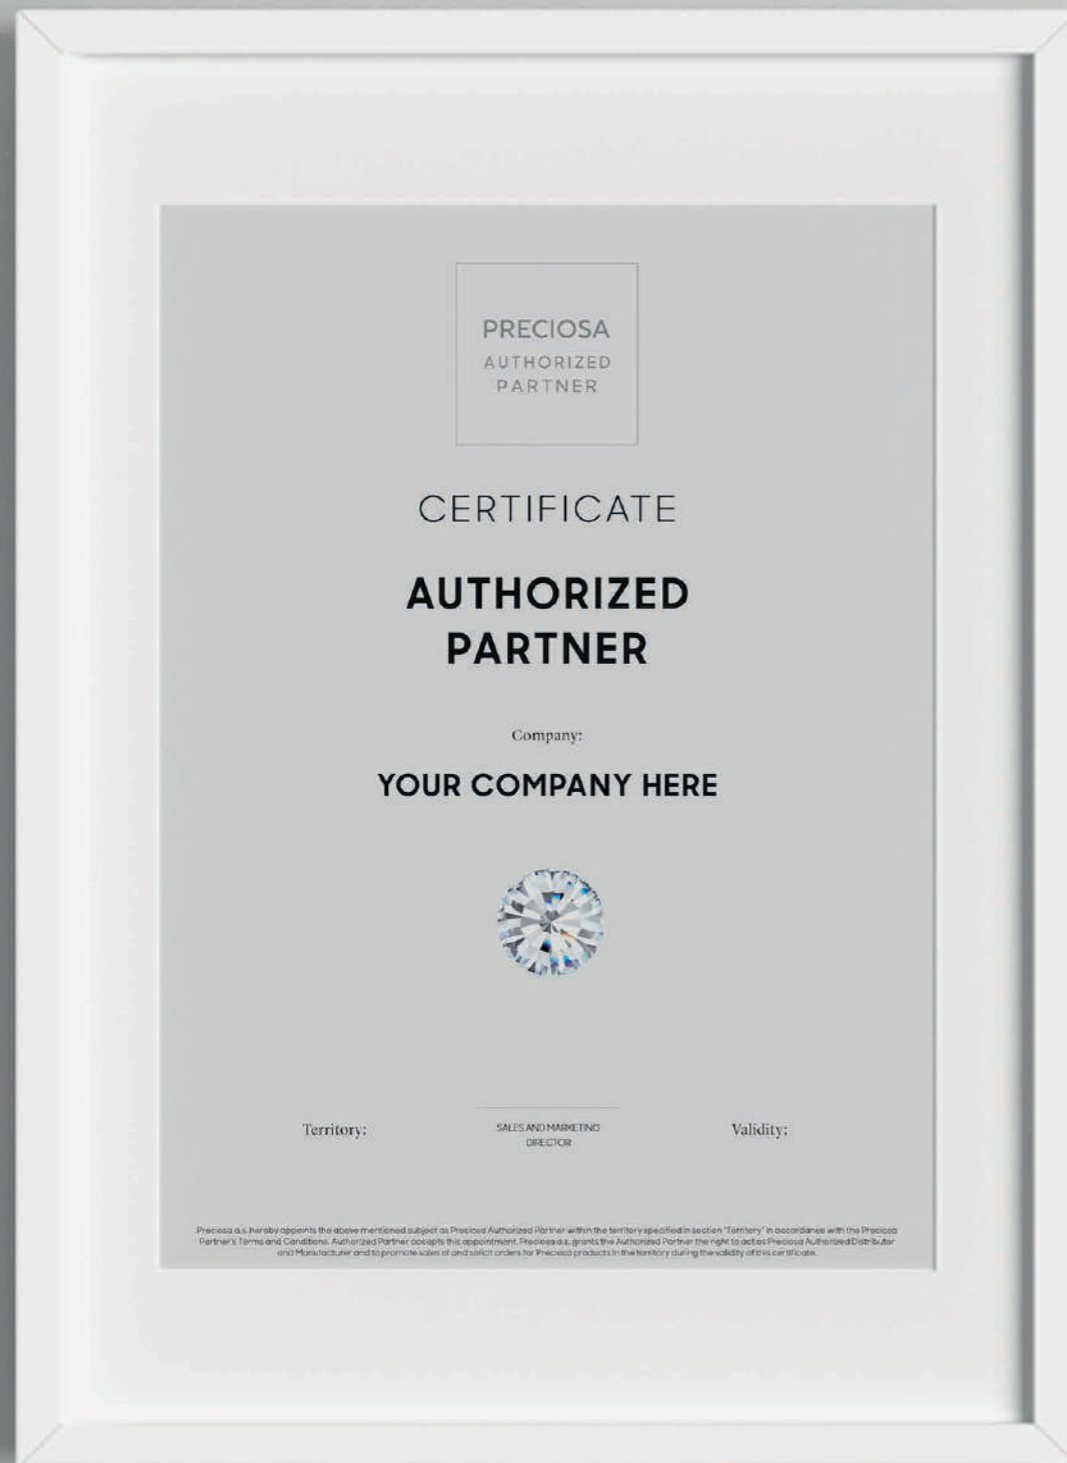 PRECIOSA
AUTHORIZED
PARTNER
CERTIFICATE
AUTHORIZED
PARTNER
Company:
YOUR COMPANY HERE
Territory:
SALES AND MARKETING
DIRECTOR
Validity:
Preciosa a.s. hereby appoints the above mentioned subject as Preciosa Authorized Partner within the territory specified in section "Territory" in accordance with the Preciosa
Partner's Terms and Conditions. Authorized Partner accepts this appointment. Preciosa a.s. grants the Authorized Partner the right to act as Preciosa Authorized Distributor
and Manufacturer and to promote sales of and solicit orders for Preciosa products in the territory during the validity of this certificate.